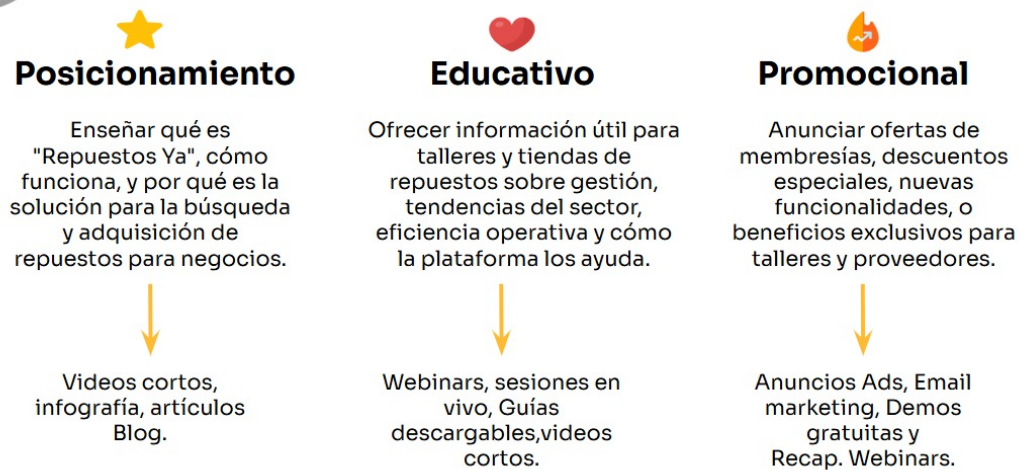 Posicionamiento
Enseñar qué es
"Repuestos Ya", cómo
funciona, y por qué es la
solución para la búsqueda
y adquisición de
repuestos para negocios.
Videos cortos,
infografía, artículos
Blog.
Educativo
Ofrecer información útil para
talleres y tiendas de
repuestos sobre gestión,
tendencias del sector,
eficiencia operativa y cómo
la plataforma los ayuda.
Webinars, sesiones en
vivo, Guías
descargables,videos
cortos.
Promocional
Anunciar ofertas de
membresías, descuentos
especiales, nuevas
funcionalidades, o
beneficios exclusivos para
talleres y proveedores.
Anuncios Ads, Email
marketing, Demos
gratuitas y
Recap. Webinars.